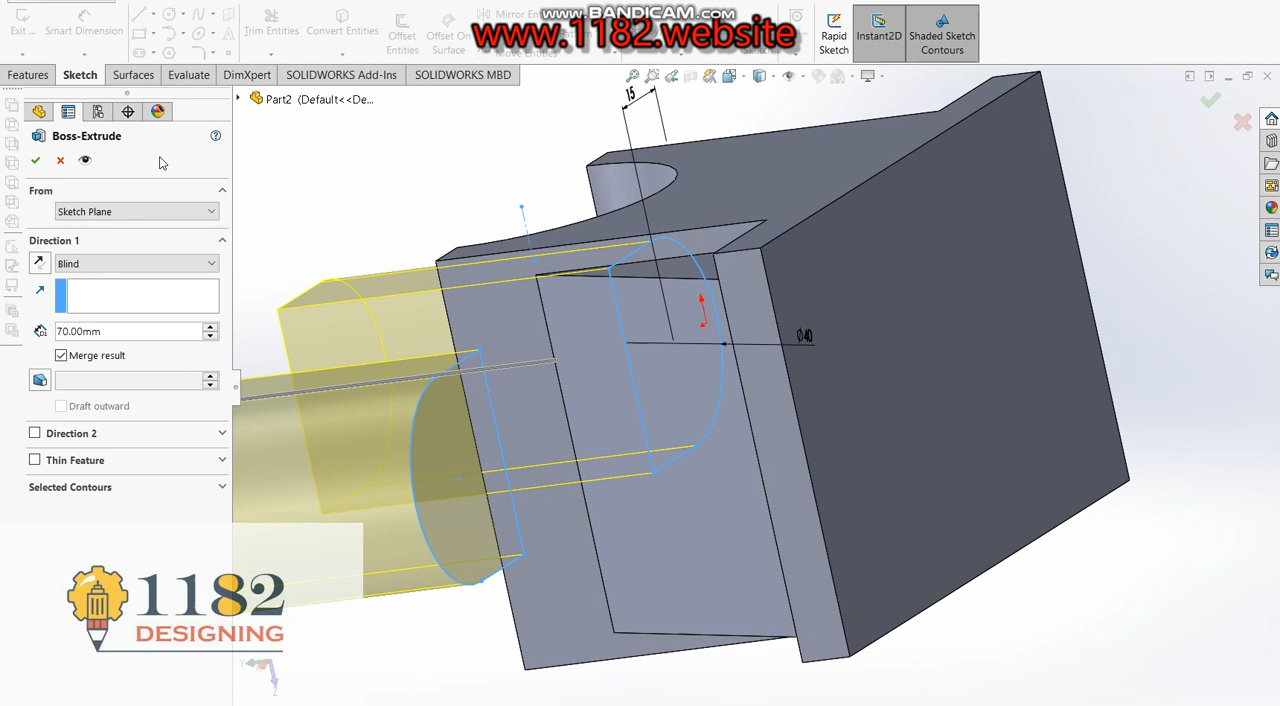 www.BANDICAM.com
www.1182.website
Exit ...
Smart Dimension
Trim Entities
Convert Entities
Offset
Entities
Offset On
Surface
Mirror Entities
Rapid
Sketch
Instant2D
Shaded Sketch
Contours
Features
Sketch
Surfaces
Evaluate
DimXpert
SOLIDWORKS Add-Ins
SOLIDWORKS MBD
Part2 (Default<<De...
Boss-Extrude
From
Sketch Plane
Direction 1
Blind
70.00mm
Merge result
Draft outward
Direction 2
Thin Feature
Selected Contours
15
Ø40
1182
DESIGNING
Y
Z